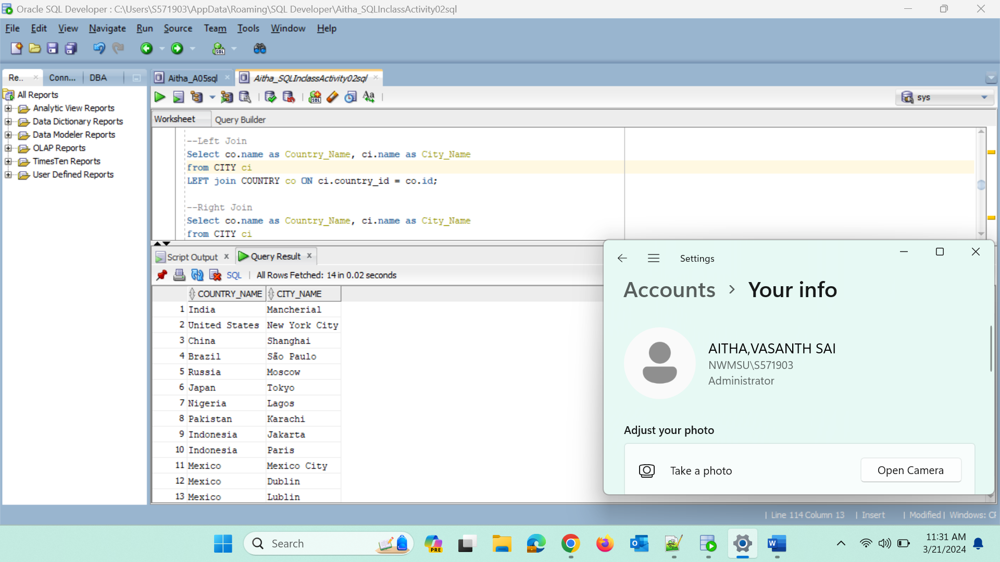 Oracle SQL Developer : C:\Users\S571903\AppData\Roaming\SQL Developer\Aitha_SQLInclassActivity02sql
File Edit View Navigate Run Source Team Tools Window Help
SQL
Re.. Conn... DBA
Aitha_A05sql Aitha_SQLInclassActivity02sql
All Reports
Analytic View Reports
Data Dictionary Reports
Data Modeler Reports
OLAP Reports
TimesTen Reports
User Defined Reports
SQL Aa sys
Worksheet Query Builder
--Left Join
Select co.name as Country_Name, ci.name as City_Name
from CITY ci
LEFT join COUNTRY co ON ci.country_id = co.id;
--Right Join
Select co.name as Country_Name, ci.name as City_Name
from CITY ci
Script Output x Query Result x
SQL | All Rows Fetched: 14 in 0.02 seconds
COUNTRY_NAME CITY_NAME
1 India Mancherial
2 United States New York City
3 China Shanghai
4 Brazil São Paulo
5 Russia Moscow
6 Japan Tokyo
7 Nigeria Lagos
8 Pakistan Karachi
9 Indonesia Jakarta
10 Indonesia Paris
11 Mexico Mexico City
12 Mexico Dublin
13 Mexico Lublin
Settings
Accounts > Your info
AITHA,VASANTH SAI
NWMSU\S571903
Administrator
Adjust your photo
Take a photo Open Camera
| Line 114 Column 13 | Insert | Modified | Windows: CF
Search PRE W
11:31 AM
3/21/2024